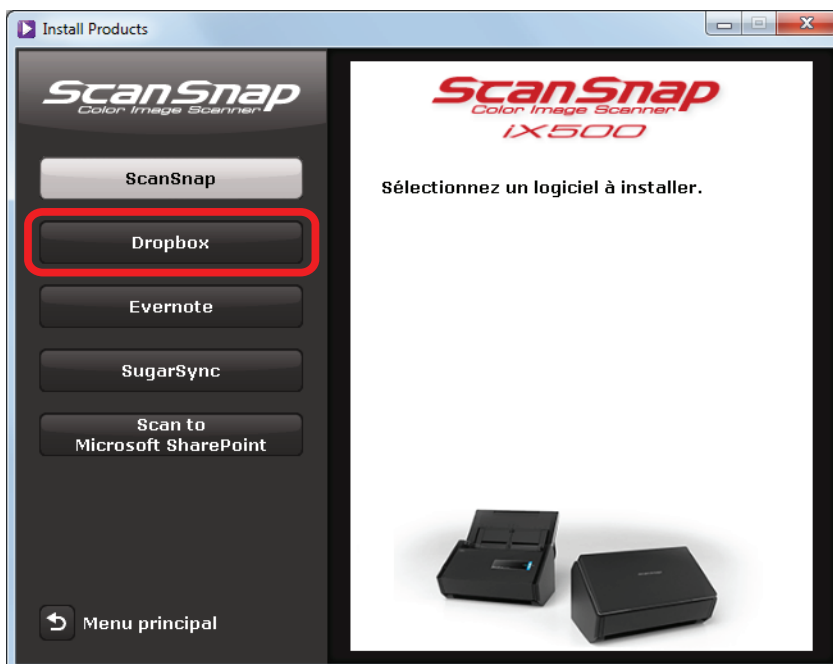 Install Products
ScanSnap
Color Image Scanner
ScanSnap
Dropbox
Evernote
SugarSync
Scan to
Microsoft SharePoint
Menu principal
ScanSnap
Color Image Scanner
iX500
Sélectionnez un logiciel à installer.